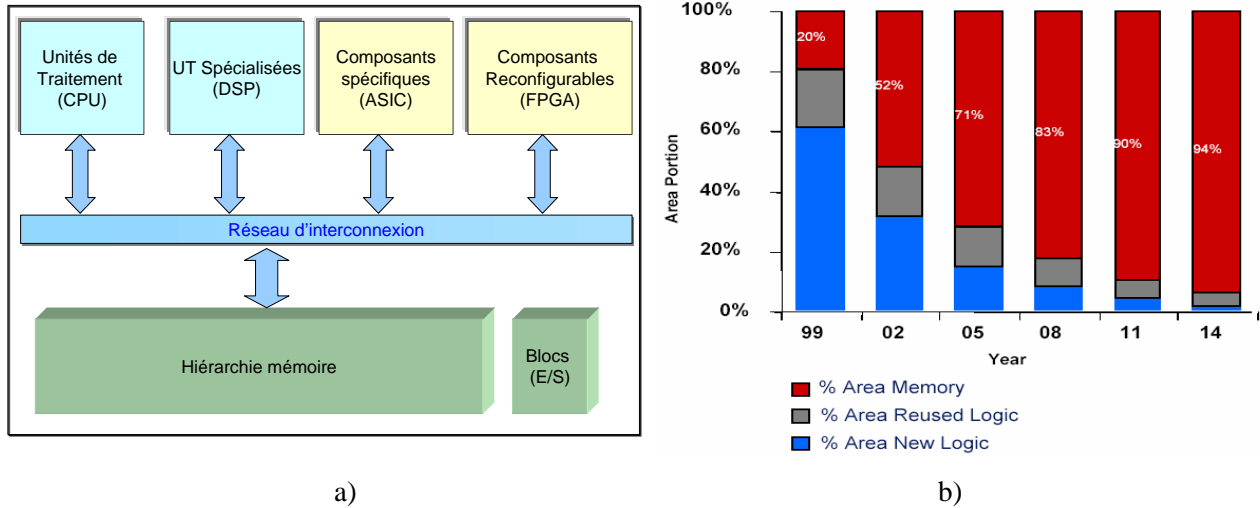 Unités de
Traitement
(CPU)
UT Spécialisées
(DSP)
Composants
spécifiques
(ASIC)
Composants
Reconfigurables
(FPGA)
Réseau d'interconnexion
Hiérarchie mémoire
Blocs
(E/S)
a)
100%
80%
60%
40%
20%
0%
Area Portion
20%
52%
71%
83%
90%
94%
99 02 05 08 11 14
Year
% Area Memory
% Area Reused Logic
% Area New Logic
b)